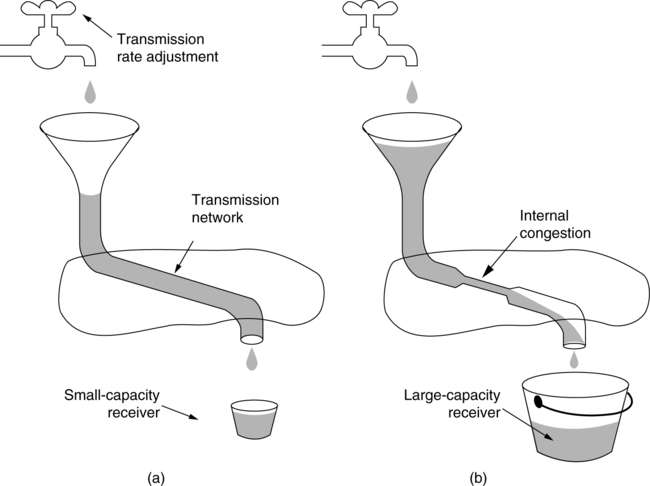 Transmission
rate adjustment
Transmission
network
Internal
congestion
Small-capacity
receiver
Large-capacity
receiver
(a)
(b)